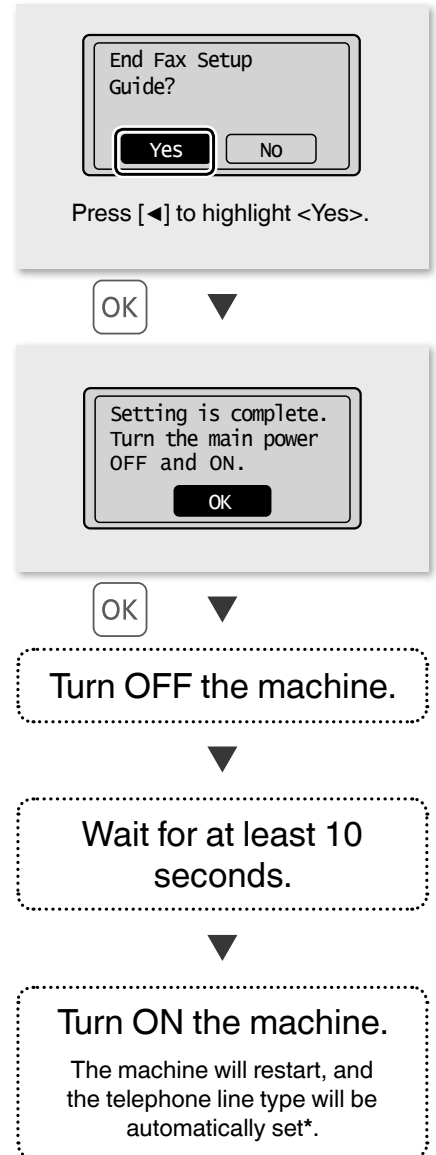 End Fax Setup
Guide?
Yes No
Press [◄] to highlight <Yes>.
OK ▼
Setting is complete.
Turn the main power
OFF and ON.
OK
OK ▼
Turn OFF the machine.
▼
Wait for at least 10
seconds.
▼
Turn ON the machine.
The machine will restart, and
the telephone line type will be
automatically set*.